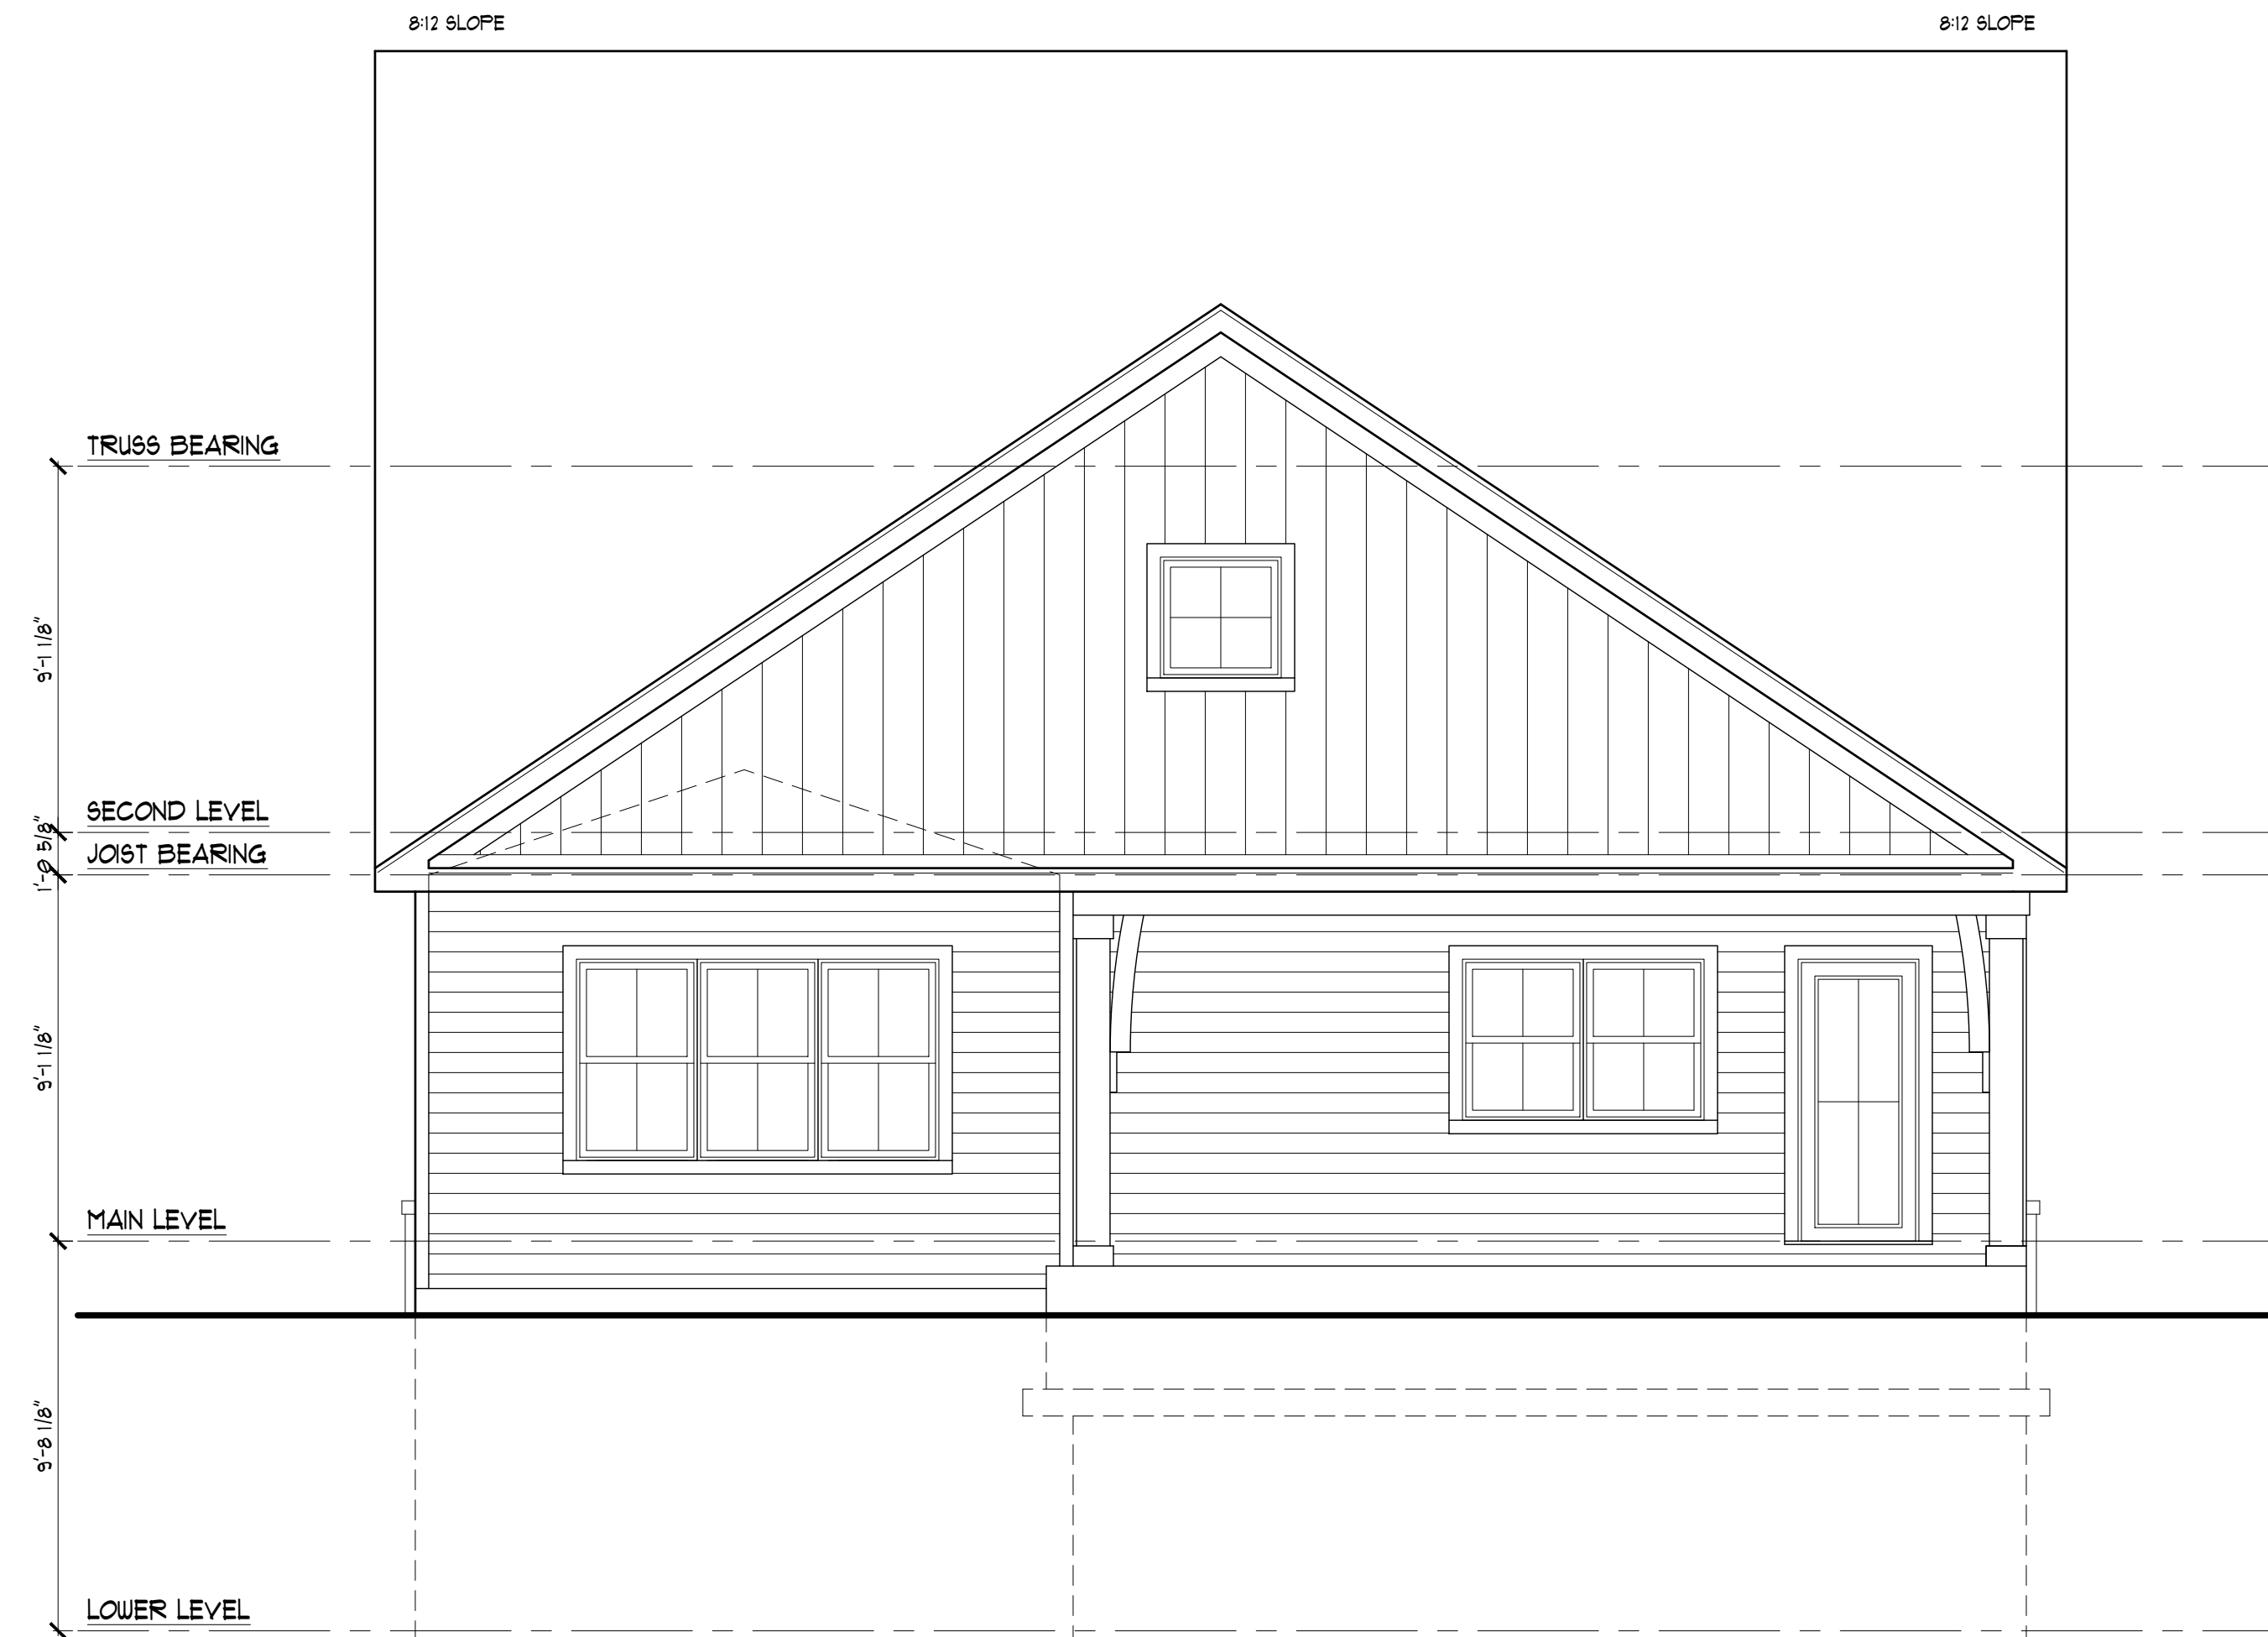 8:12 SLOPE
8:12 SLOPE
TRUSS BEARING
9'-1 1/8"
SECOND LEVEL
1'-0 5/8"
JOIST BEARING
9'-1 1/8"
MAIN LEVEL
9'-8 1/8"
LOWER LEVEL